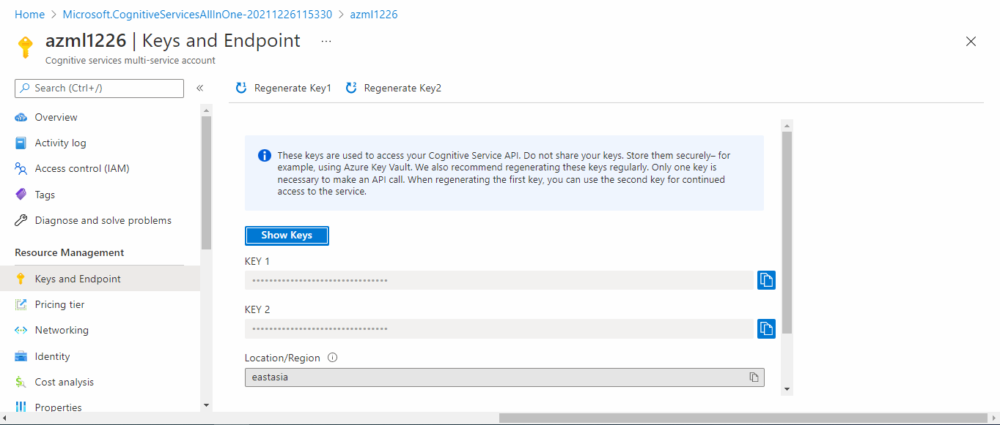 Home > Microsoft.CognitiveServicesAllInOne-20211226115330 > azml1226
azml1226 | Keys and Endpoint ...
Cognitive services multi-service account
Search (Ctrl+/)
«
Overview
Activity log
Access control (IAM)
Tags
Diagnose and solve problems
Resource Management
Keys and Endpoint
Pricing tier
Networking
Identity
Cost analysis
Properties
Regenerate Key1
Regenerate Key2
These keys are used to access your Cognitive Service API. Do not share your keys. Store them securely– for
example, using Azure Key Vault. We also recommend regenerating these keys regularly. Only one key is
necessary to make an API call. When regenerating the first key, you can use the second key for continued
access to the service.
Show Keys
KEY 1
••••••••••••••••••••••••••••••••
KEY 2
••••••••••••••••••••••••••••••••
Location/Region
eastasia